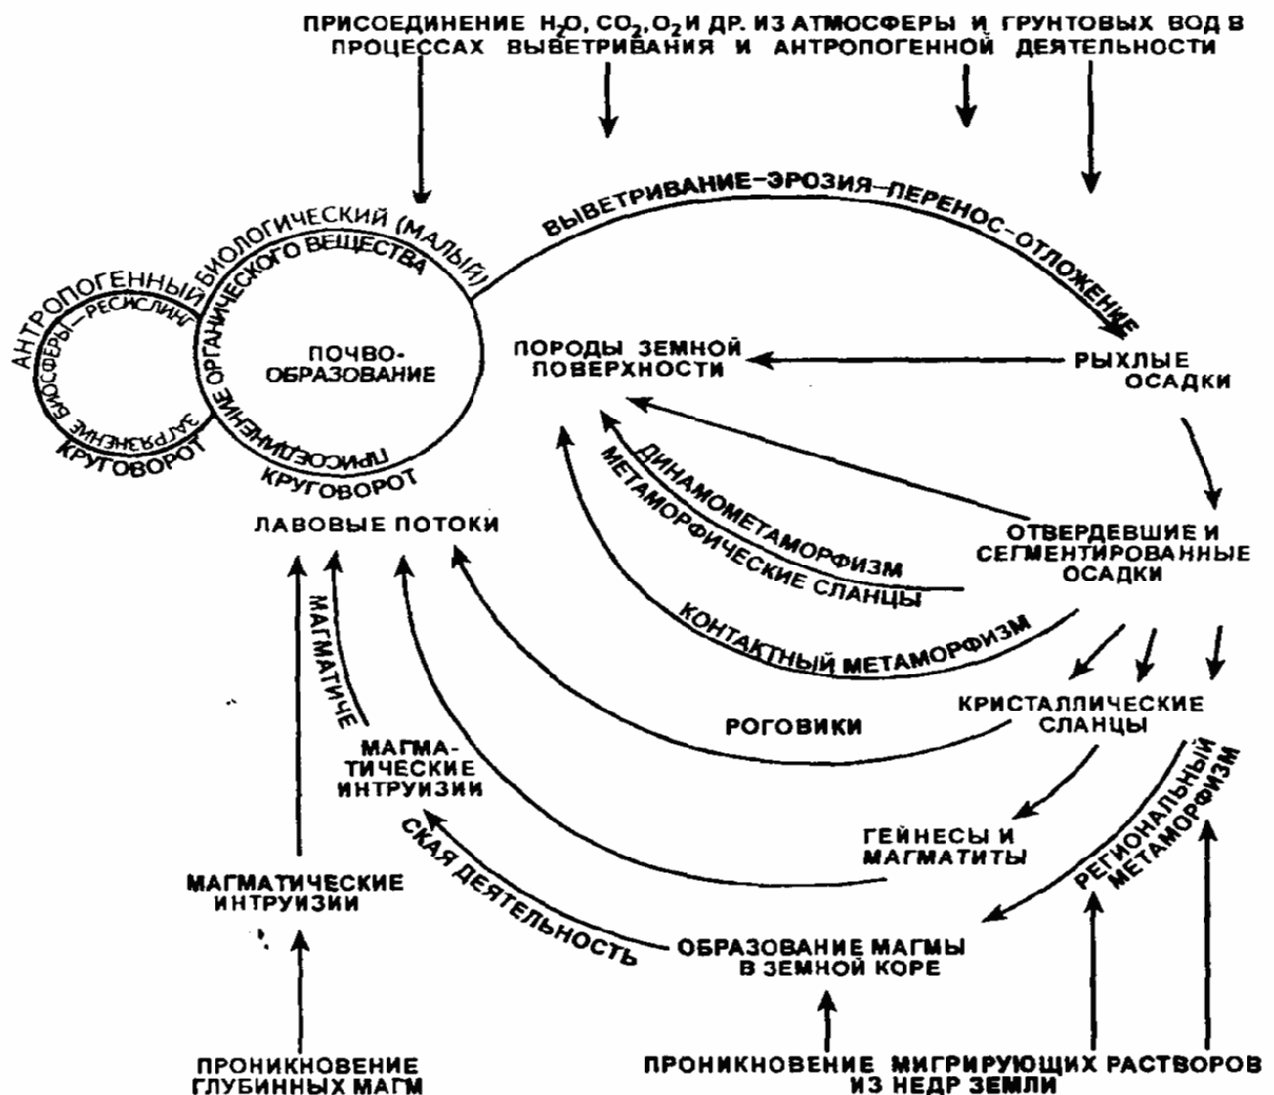 ПРИСОЕДИНЕНИЕ H₂O, CO₂, O₂ И ДР. ИЗ АТМОСФЕРЫ И ГРУНТОВЫХ ВОД В
ПРОЦЕССАХ ВЫВЕТРИВАНИЯ И АНТРОПОГЕННОЙ ДЕЯТЕЛЬНОСТИ
ВЫВЕТРИВАНИЕ–ЭРОЗИЯ–ПЕРЕНОС–ОТЛОЖЕНИЕ
АНТРОПОГЕННЫЙ
КРУГОВОРОТ
ЗАГРЯЗНЕНИЕ БИОСФЕРЫ–РЕСИСЛИНГ
БИОЛОГИЧЕСКИЙ (МАЛЫЙ)
КРУГОВОРОТ
ПРИСОЕДИНЕНИЕ ОРГАНИЧЕСКОГО ВЕЩЕСТВА
ПОЧВО-
ОБРАЗОВАНИЕ
ПОРОДЫ ЗЕМНОЙ
ПОВЕРХНОСТИ
РЫХЛЫЕ
ОСАДКИ
ЛАВОВЫЕ ПОТОКИ
ДИНАМОМЕТАМОРФИЗМ
МЕТАМОРФИЧЕСКИЕ СЛАНЦЫ
ОТВЕРДЕВШИЕ И
СЕГМЕНТИРОВАННЫЕ
ОСАДКИ
КОНТАКТНЫЙ МЕТАМОРФИЗМ
КРИСТАЛЛИЧЕСКИЕ
СЛАНЦЫ
РОГОВИКИ
МАГМАТИЧЕ
СКАЯ ДЕЯТЕЛЬНОСТЬ
МАГМА-
ТИЧЕСКИЕ
ИНТРУИЗИИ
РЕГИОНАЛЬНЫЙ
МЕТАМОРФИЗМ
ГЕЙНЕСЫ И
МАГМАТИТЫ
МАГМАТИЧЕСКИЕ
ИНТРУИЗИИ
ОБРАЗОВАНИЕ МАГМЫ
В ЗЕМНОЙ КОРЕ
ПРОНИКНОВЕНИЕ
ГЛУБИННЫХ МАГМ
ПРОНИКНОВЕНИЕ МИГРИРУЮЩИХ РАСТВОРОВ
ИЗ НЕДР ЗЕМЛИ